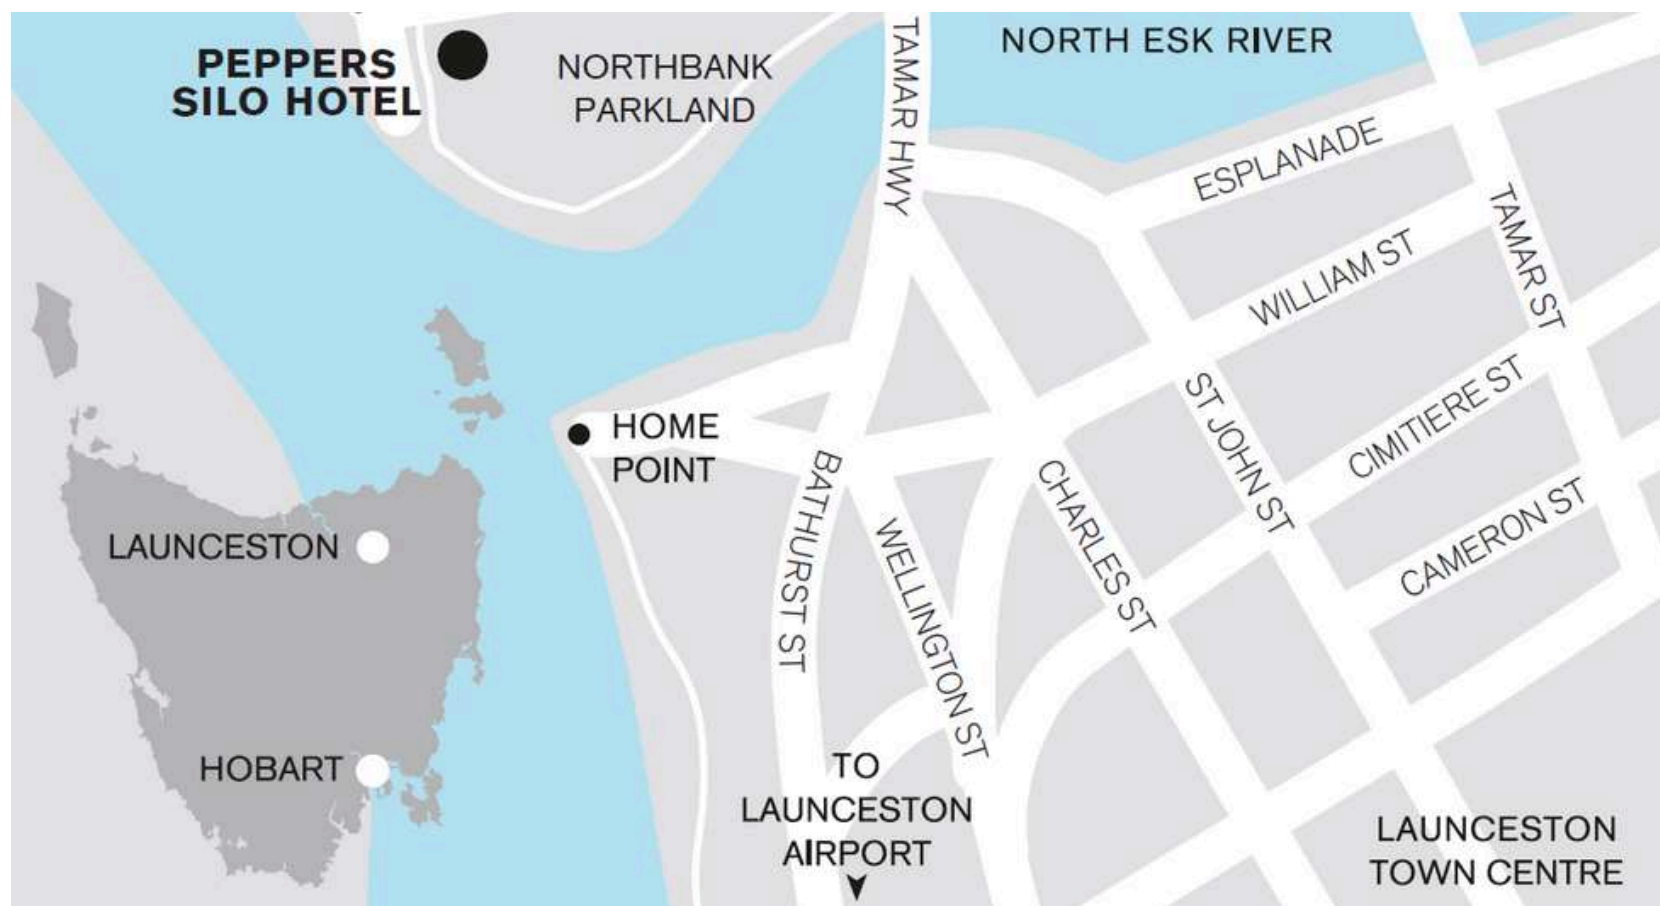 PEPPERS
SILO HOTEL
NORTHBANK
PARKLAND
TAMAR HWY
NORTH ESK RIVER
ESPLANADE
WILLIAM ST
TAMAR ST
HOME
POINT
ST JOHN ST
CIMITIERE ST
CAMERON ST
BATHURST ST
WELLINGTON ST
CHARLES ST
LAUNCESTON
HOBART
TO
LAUNCESTON
AIRPORT
LAUNCESTON
TOWN CENTRE